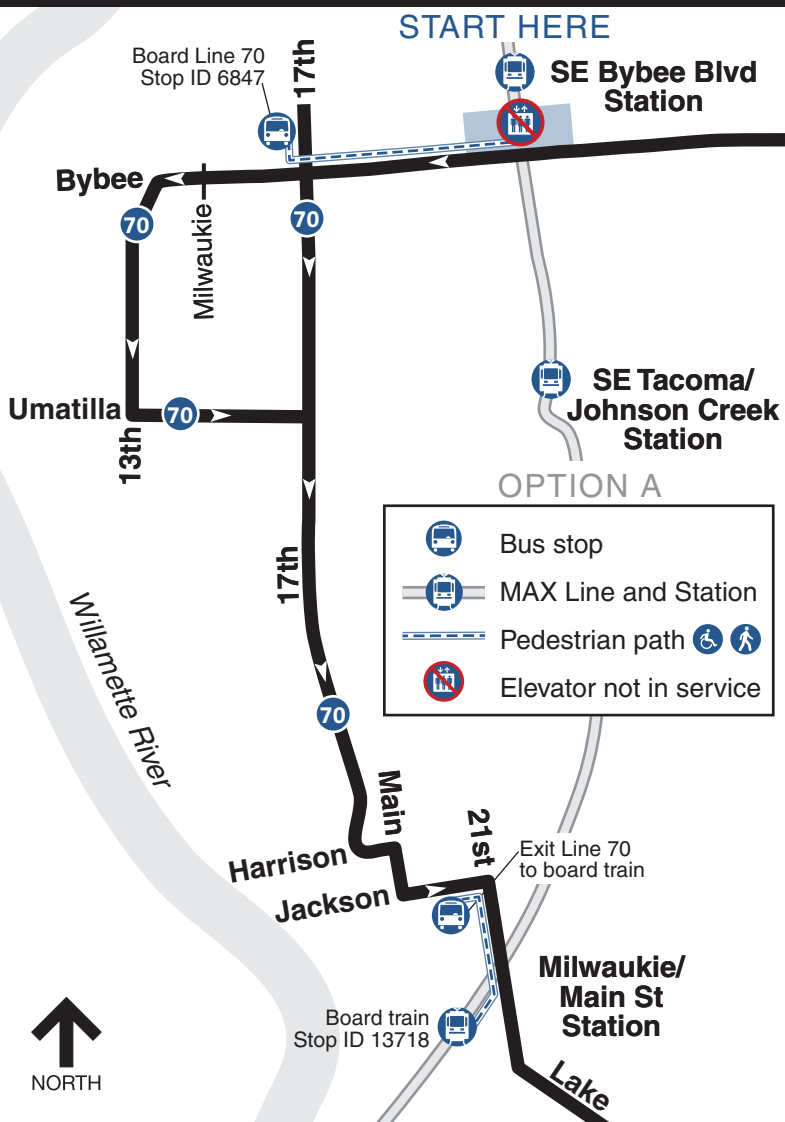 START HERE
Board Line 70
Stop ID 6847
17th
SE Bybee Blvd
Station
Bybee
Milwaukie
70
70
Umatilla
70
13th
SE Tacoma/
Johnson Creek
Station
OPTION A
Bus stop
MAX Line and Station
Pedestrian path
Elevator not in service
17th
Willamette River
70
Main
21st
Harrison
Jackson
Exit Line 70
to board train
Milwaukie/
Main St
Station
Board train
Stop ID 13718
Lake
NORTH